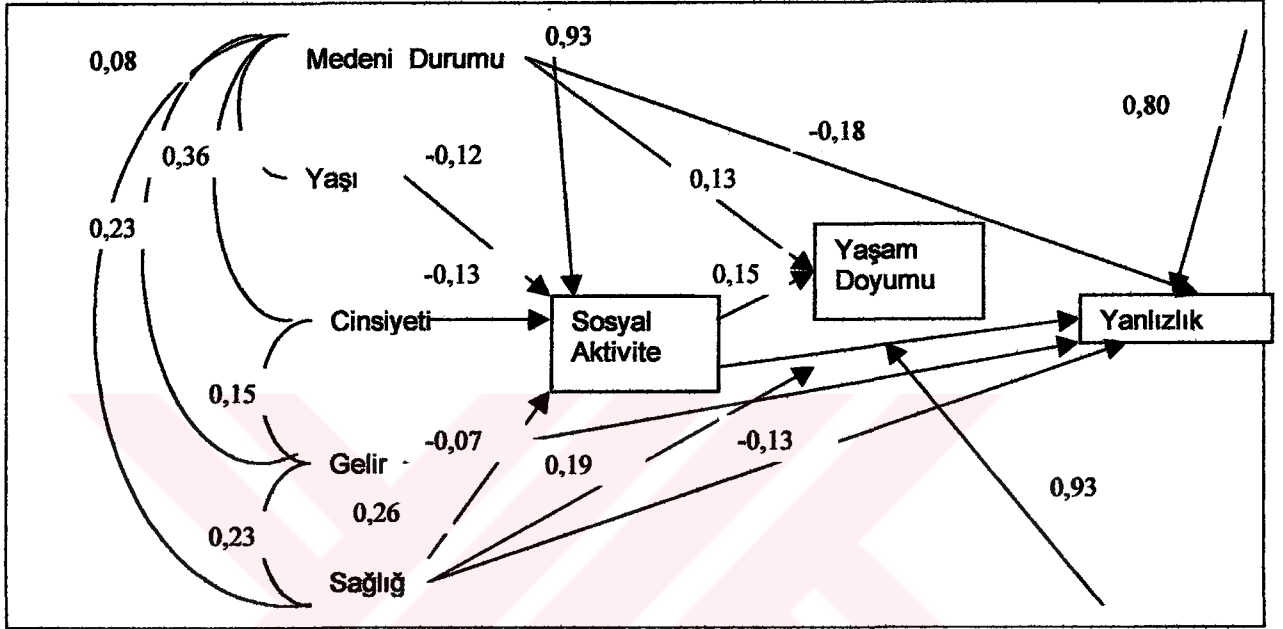 0,08
Medeni Durumu
0,93
0,80
-0,18
0,36
-0,12
0,13
Yaşı
0,23
-0,13
0,15
Yaşam
Doyumu
Cinsiyeti
Sosyal
Aktivite
Yanlızlık
0,15
-0,07
-0,13
Gelir
0,19
0,26
0,93
0,23
Sağlığ